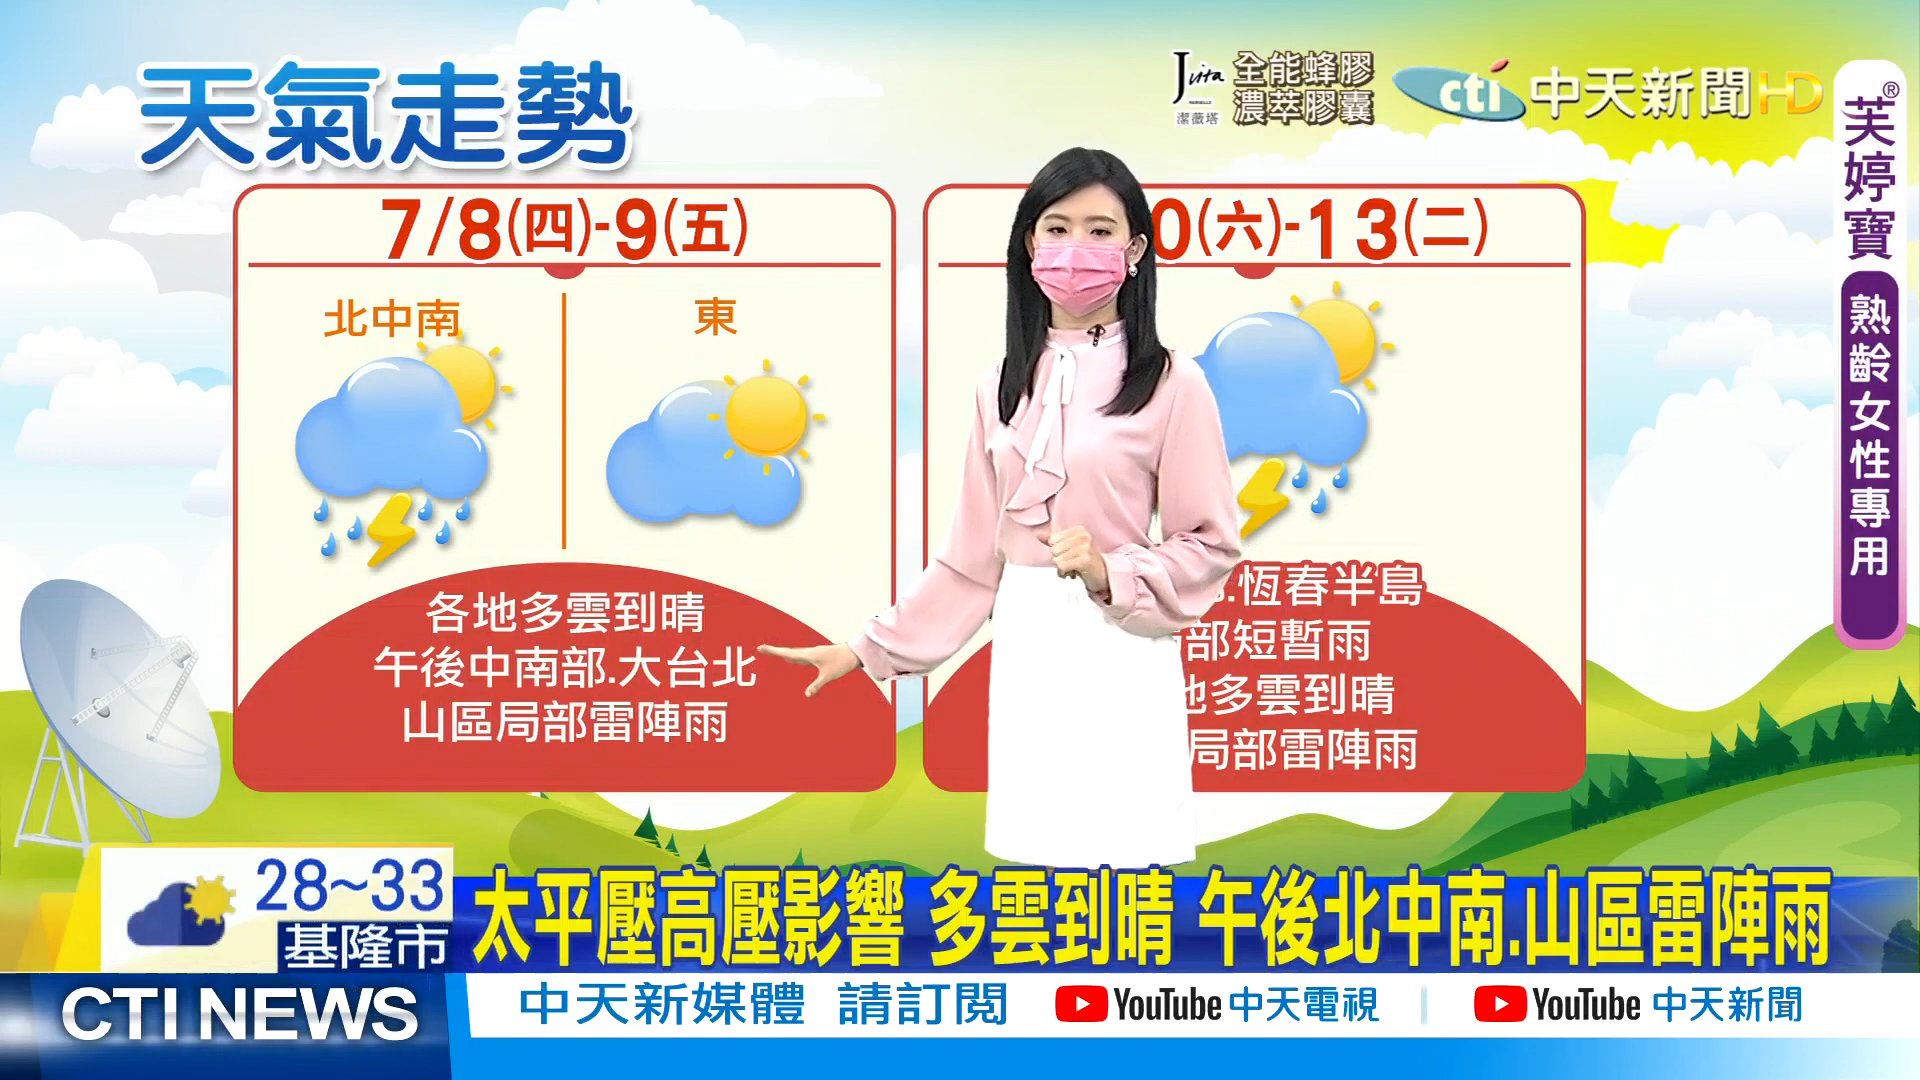 天氣走勢
Jvita
潔薇塔
全能蜂膠
濃萃膠囊
cti 中天新聞HD
芙婷寶®
熟齡女性專用
7/8(四)-9(五)
北中南
東
各地多雲到晴
午後中南部.大台北
山區局部雷陣雨
0(六)-13(二)
.恆春半島
部短暫雨
地多雲到晴
局部雷陣雨
28~33
基隆市
太平壓高壓影響 多雲到晴 午後北中南.山區雷陣雨
CTI NEWS
中天新媒體 請訂閱 YouTube 中天電視 | YouTube 中天新聞